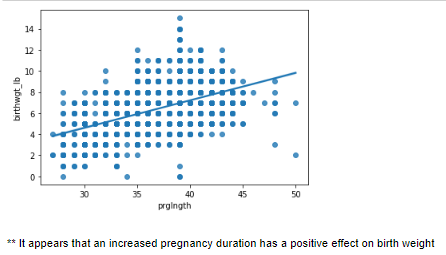 14
12
10
8
6
4
2
0
birthwgt_lb
30 35 40 45 50
prglngth
** It appears that an increased pregnancy duration has a positive effect on birth weight